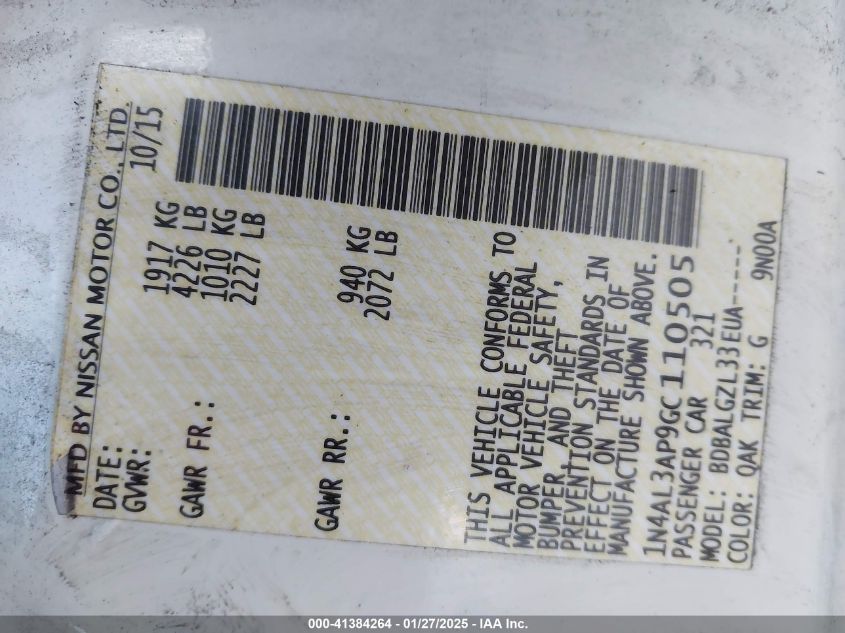 MFD BY NISSAN MOTOR CO., LTD.
DATE: 10/15
GVWR: 1917 KG
4226 LB
GAWR FR.: 1010 KG
2227 LB
GAWR RR.: 940 KG
2072 LB
THIS VEHICLE CONFORMS TO
ALL APPLICABLE FEDERAL
MOTOR VEHICLE SAFETY,
BUMPER, AND THEFT
PREVENTION STANDARDS IN
EFFECT ON THE DATE OF
MANUFACTURE SHOWN ABOVE.
1N4AL3AP9GC110505
PASSENGER CAR 321
MODEL: BDBALGZL33EUA-----
COLOR: QAK TRIM: G 9N00A
000-41384264 - 01/27/2025 - IAA Inc.